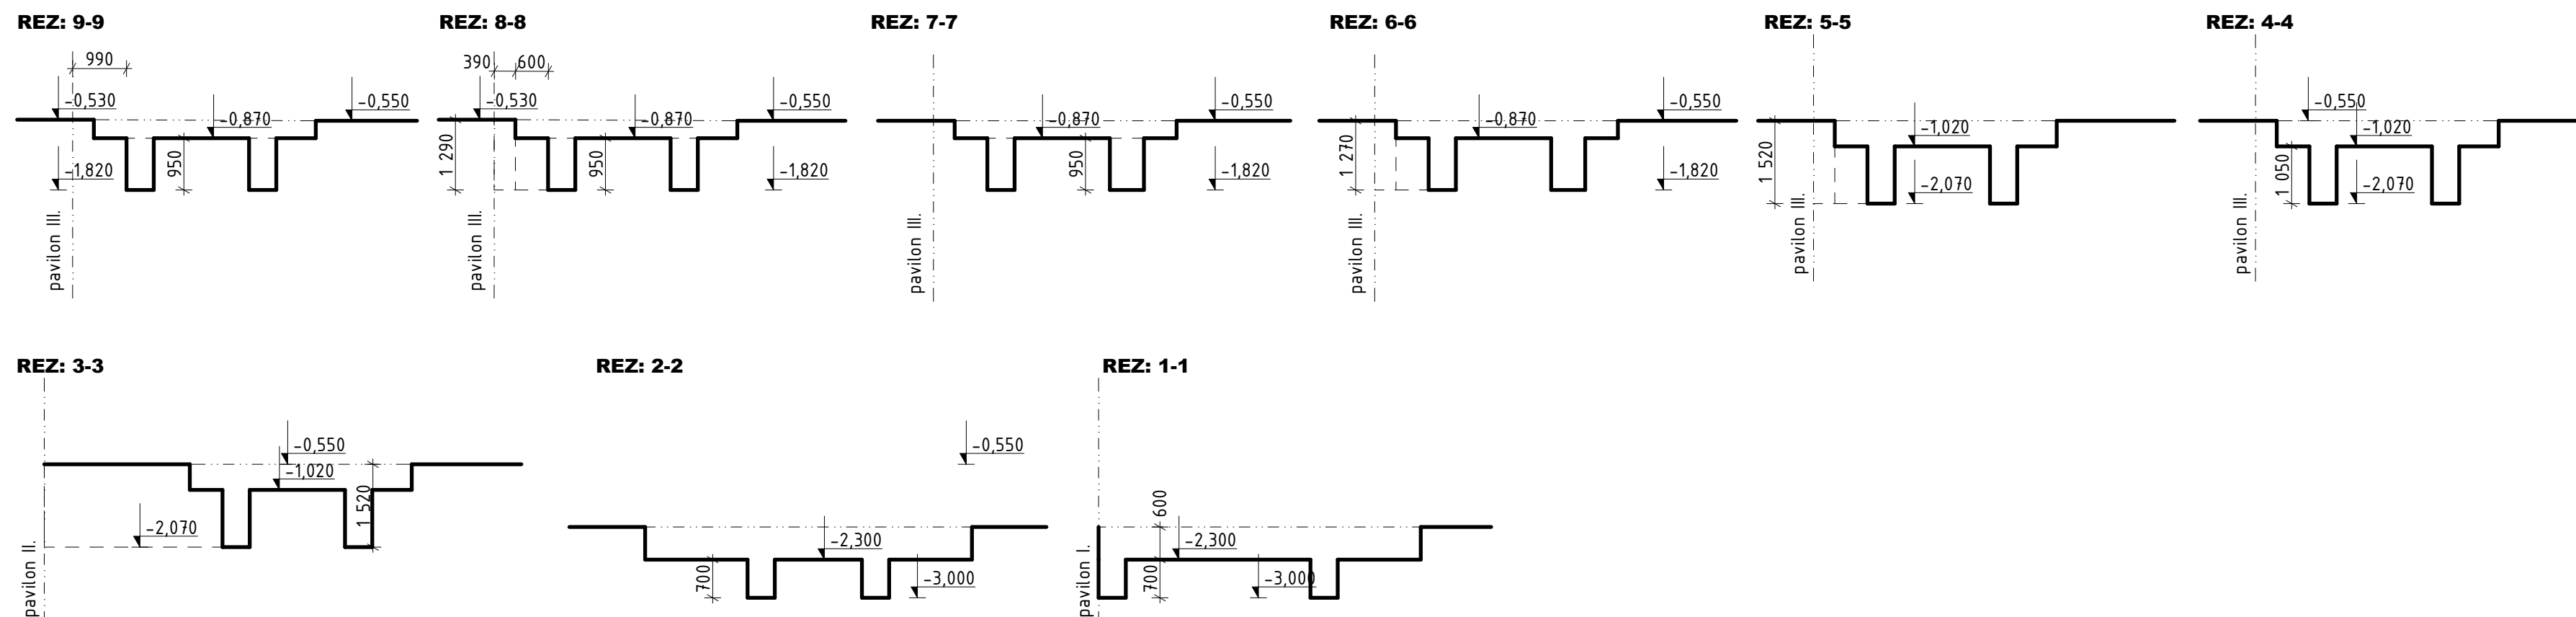 REZ: 9-9
990
-0,530
-0,870
-0,550
950
-1,820
pavilon III.
REZ: 8-8
390
600
-0,530
-0,870
-0,550
1 290
950
-1,820
pavilon III.
REZ: 7-7
-0,870
-0,550
950
-1,820
pavilon III.
REZ: 6-6
-0,870
-0,550
1 270
-1,820
pavilon III.
REZ: 5-5
-1,020
1 520
-2,070
pavilon III.
REZ: 4-4
-0,550
-1,020
1 050
-2,070
pavilon III.
REZ: 3-3
-0,550
-1,020
1 520
-2,070
pavilon II.
REZ: 2-2
-0,550
-2,300
700
-3,000
REZ: 1-1
600
-2,300
700
-3,000
pavilon I.